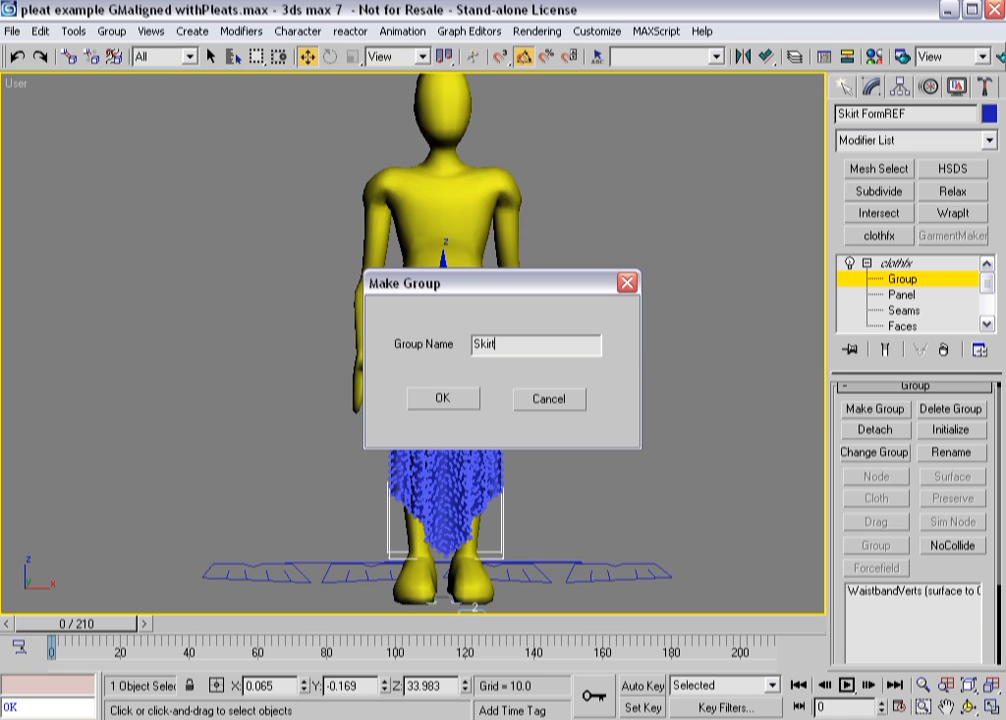 pleat example GMaligned withPleats.max - 3ds max 7 - Not for Resale - Stand-alone License
File Edit Tools Group Views Create Modifiers Character reactor Animation Graph Editors Rendering Customize MAXScript Help
All View View
User
Skirt FormREF
Modifier List
Mesh Select HSDS
Subdivide Relax
Intersect WrapIt
clothfx GarmentMaker
clothfx
Group
Panel
Seams
Faces
z
Make Group
Group Name Skirt
OK Cancel
- Group
Make Group Delete Group
Detach Initialize
Change Group Rename
Node Surface
Cloth Preserve
Drag Sim Node
Group NoCollide
Forcefield
WaistbandVerts (surface to
z
y x
2
< 0 / 210 >
0 20 40 60 80 100 120 140 160 180 200
1 Object Selec X: 0.065 Y: -0.169 Z: 33.983 Grid = 10.0 Auto Key Selected
OK Click or click-and-drag to select objects Add Time Tag Set Key Key Filters... 0